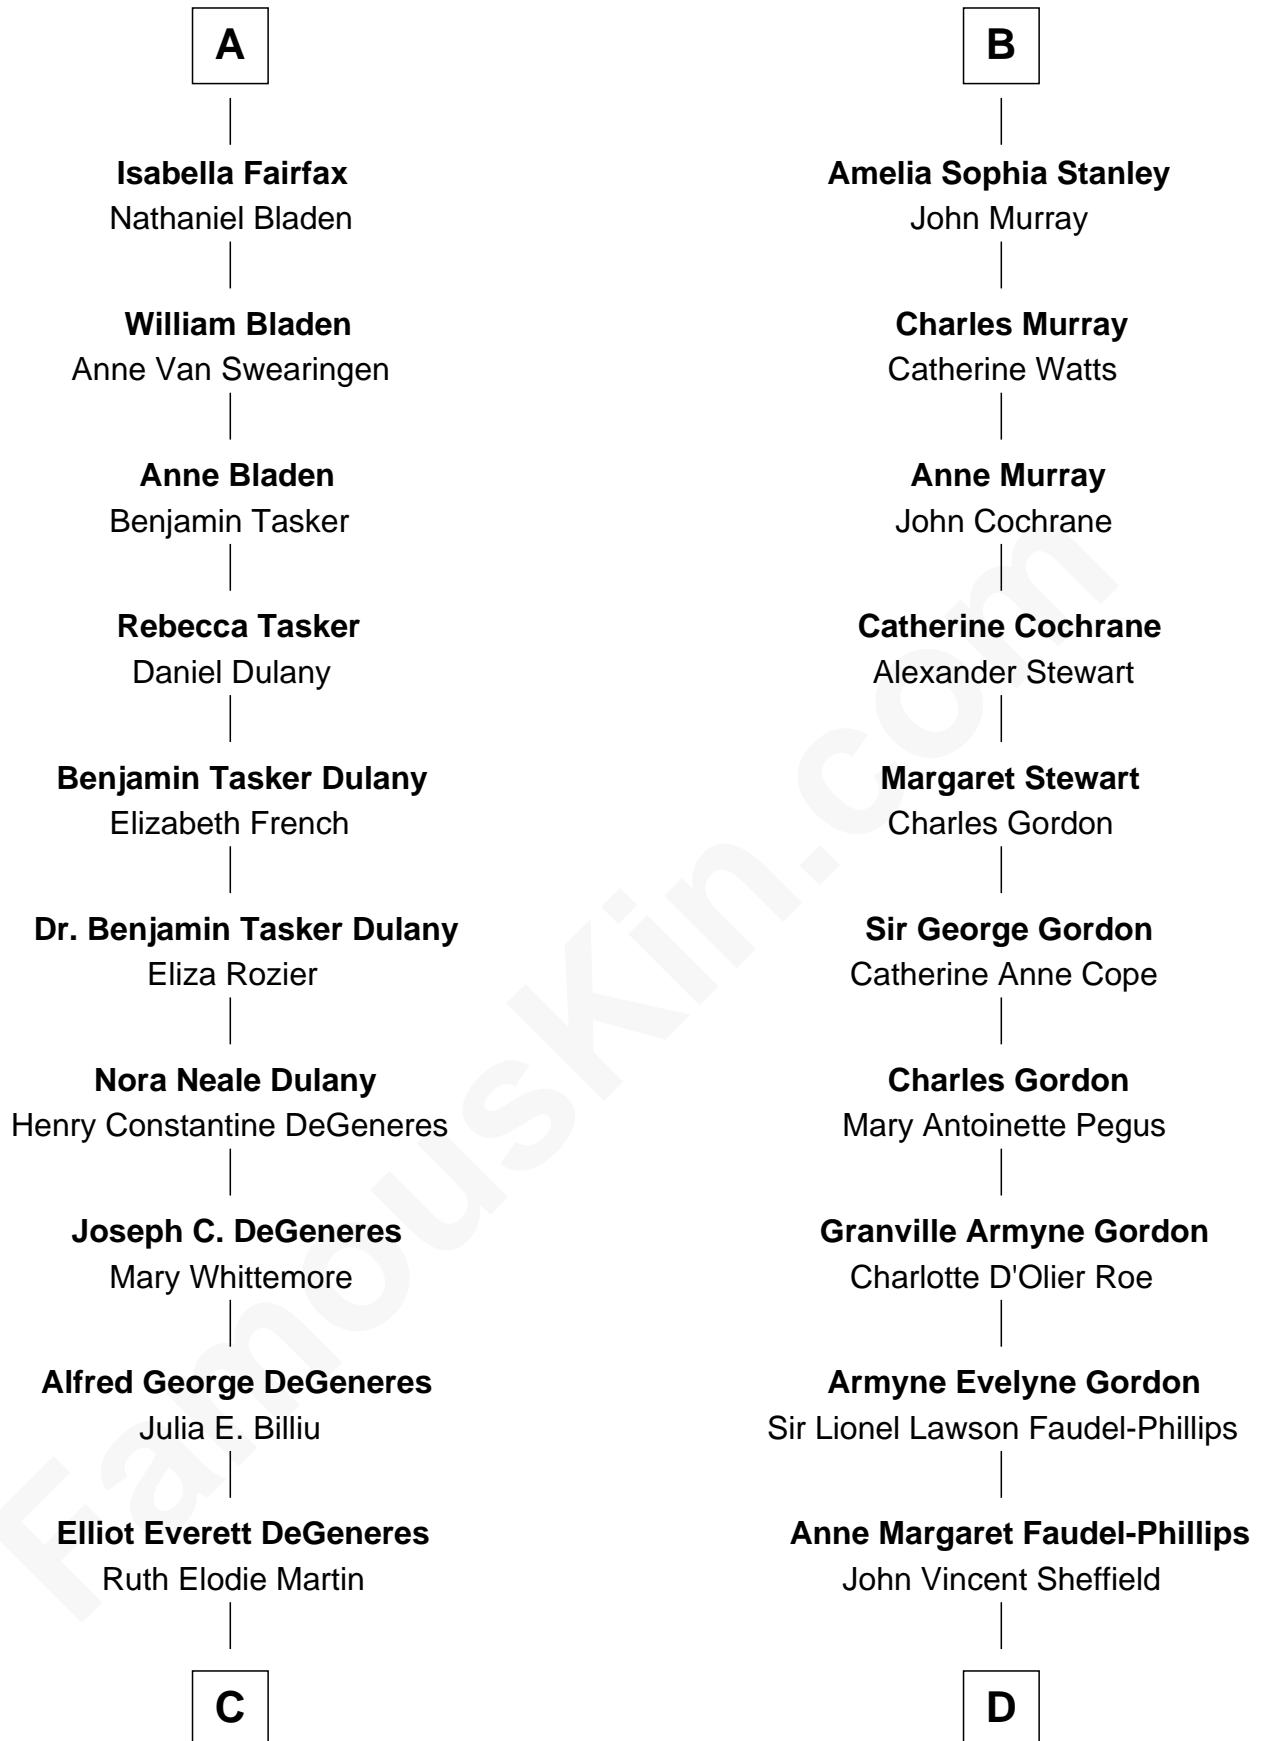 A
Isabella Fairfax
Nathaniel Bladen
William Bladen
Anne Van Swearingen
Anne Bladen
Benjamin Tasker
Rebecca Tasker
Daniel Dulany
Benjamin Tasker Dulany
Elizabeth French
Dr. Benjamin Tasker Dulany
Eliza Rozier
Nora Neale Dulany
Henry Constantine DeGeneres
Joseph C. DeGeneres
Mary Whittemore
Alfred George DeGeneres
Julia E. Billiu
Elliot Everett DeGeneres
Ruth Elodie Martin
C
B
Amelia Sophia Stanley
John Murray
Charles Murray
Catherine Watts
Anne Murray
John Cochrane
Catherine Cochrane
Alexander Stewart
Margaret Stewart
Charles Gordon
Sir George Gordon
Catherine Anne Cope
Charles Gordon
Mary Antoinette Pegus
Granville Armyne Gordon
Charlotte D'Olier Roe
Armyne Evelyne Gordon
Sir Lionel Lawson Faudel-Phillips
Anne Margaret Faudel-Phillips
John Vincent Sheffield
D
FamousKin.com